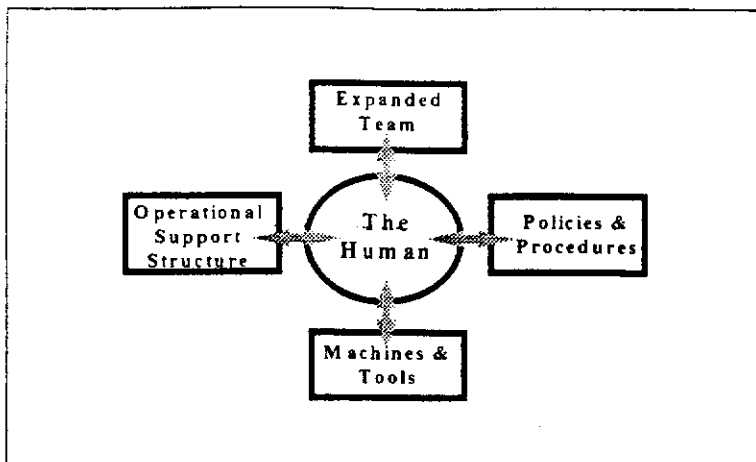 Expanded
Team
Operational
Support
Structure
The
Human
Policies &
Procedures
Machines &
Tools